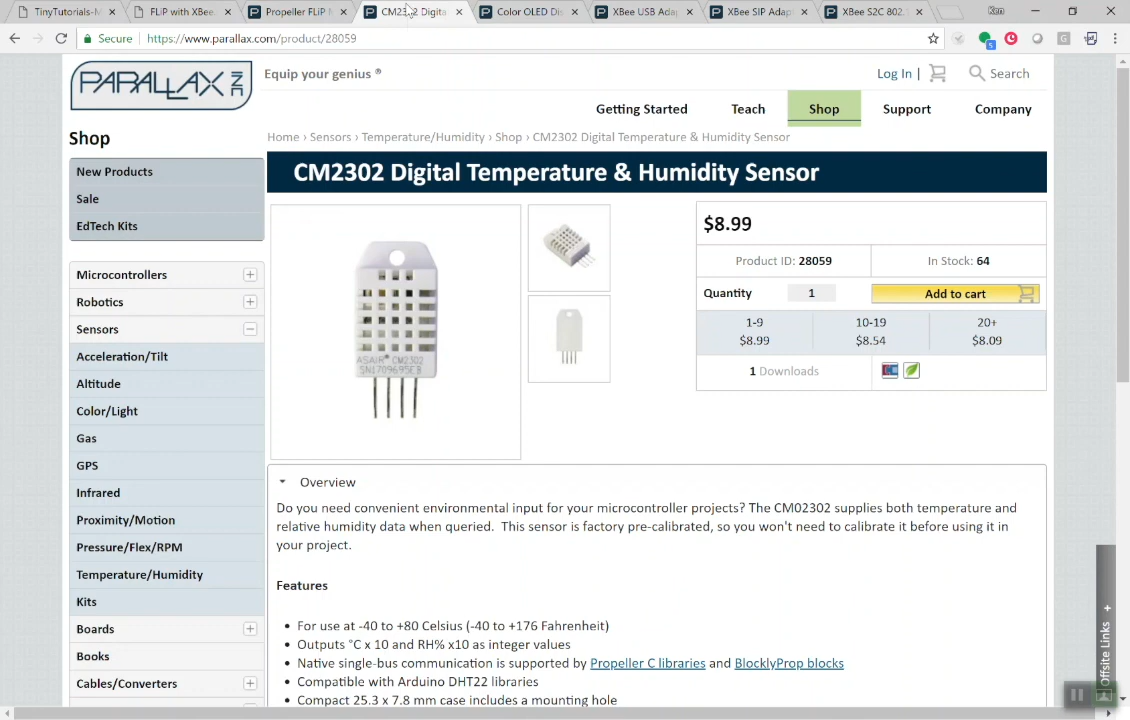 TinyTutorials-M
FLiP with XBee
Propeller FLiP M
CM2302 Digita
Color OLED Dis
XBee USB Adap
XBee SIP Adap
XBee S2C 802.
Ken
Secure
https://www.parallax.com/product/28059
PARALLAX INC
Equip your genius ®
Log In |
Search
Getting Started
Teach
Shop
Support
Company
Shop
Home › Sensors › Temperature/Humidity › Shop › CM2302 Digital Temperature & Humidity Sensor
New Products
Sale
EdTech Kits
Microcontrollers
Robotics
Sensors
Acceleration/Tilt
Altitude
Color/Light
Gas
GPS
Infrared
Proximity/Motion
Pressure/Flex/RPM
Temperature/Humidity
Kits
Boards
Books
Cables/Converters
CM2302 Digital Temperature & Humidity Sensor
ASAIR® CM2302
$8.99
Product ID: 28059
In Stock: 64
Quantity
1
Add to cart
1-9
10-19
20+
$8.99
$8.54
$8.09
1 Downloads
Overview
Do you need convenient environmental input for your microcontroller projects? The CM02302 supplies both temperature and
relative humidity data when queried. This sensor is factory pre-calibrated, so you won't need to calibrate it before using it in
your project.
Features
• For use at -40 to +80 Celsius (-40 to +176 Fahrenheit)
• Outputs °C x 10 and RH% x10 as integer values
• Native single-bus communication is supported by Propeller C libraries and BlocklyProp blocks
• Compatible with Arduino DHT22 libraries
• Compact 25.3 x 7.8 mm case includes a mounting hole
Offsite Links +